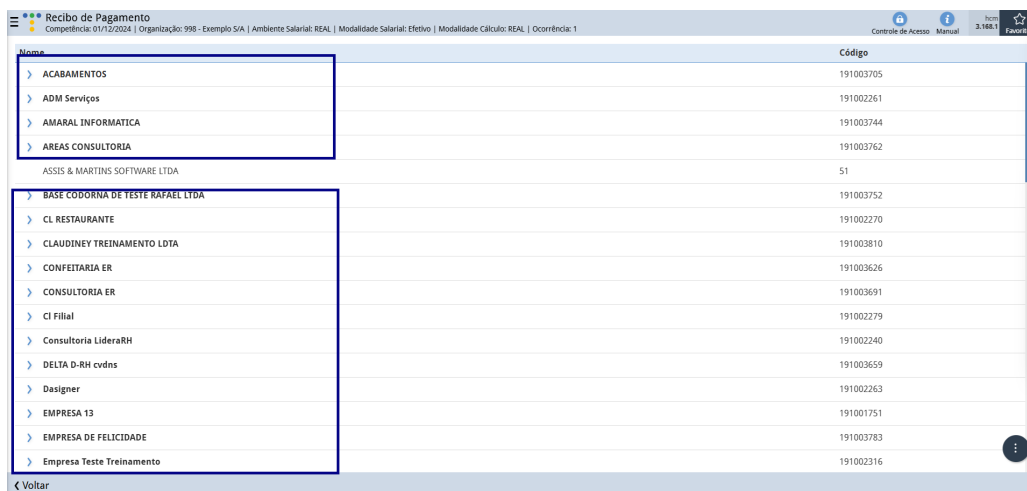 Recibo de Pagamento
Competência: 01/12/2024 | Organização: 998 - Exemplo S/A | Ambiente Salarial: REAL | Modalidade Salarial: Efetivo | Modalidade Cálculo: REAL | Ocorrência: 1
Controle de Acesso
Manual
hcm
3.168.1
Favorit
Nome Código
ACABAMENTOS 191003705
ADM Serviços 191002261
AMARAL INFORMATICA 191003744
AREAS CONSULTORIA 191003762
ASSIS & MARTINS SOFTWARE LTDA 51
BASE CODORNA DE TESTE RAFAEL LTDA 191003752
CL RESTAURANTE 191002270
CLAUDINEY TREINAMENTO LDTA 191003810
CONFEITARIA ER 191003626
CONSULTORIA ER 191003691
Cl Filial 191002279
Consultoria LideraRH 191002240
DELTA D-RH cvdns 191003659
Dasigner 191002263
EMPRESA 13 191001751
EMPRESA DE FELICIDADE 191003783
Empresa Teste Treinamento 191002316
Voltar